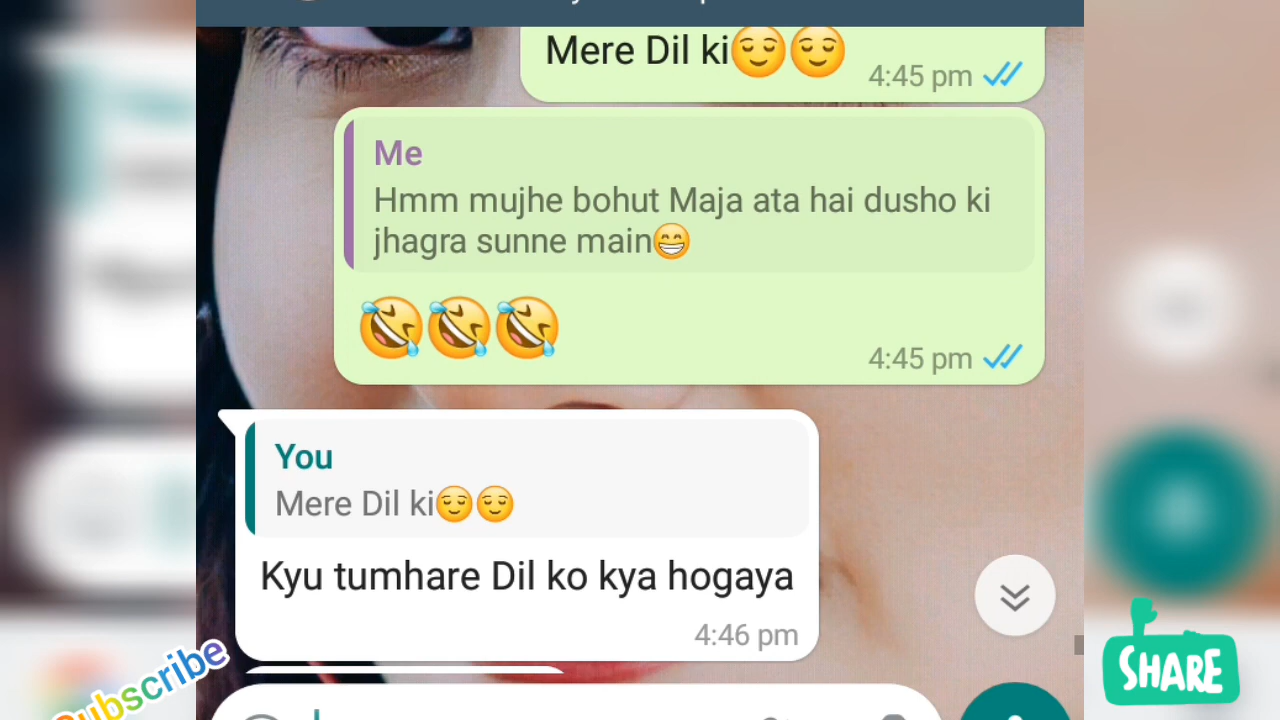 Mere Dil ki😌😌
4:45 pm
Me
Hmm mujhe bohut Maja ata hai dusho ki
jhagra sunne main😁
🤣🤣🤣
4:45 pm
You
Mere Dil ki😌😌
Kyu tumhare Dil ko kya hogaya
4:46 pm
Subscribe
SHARE